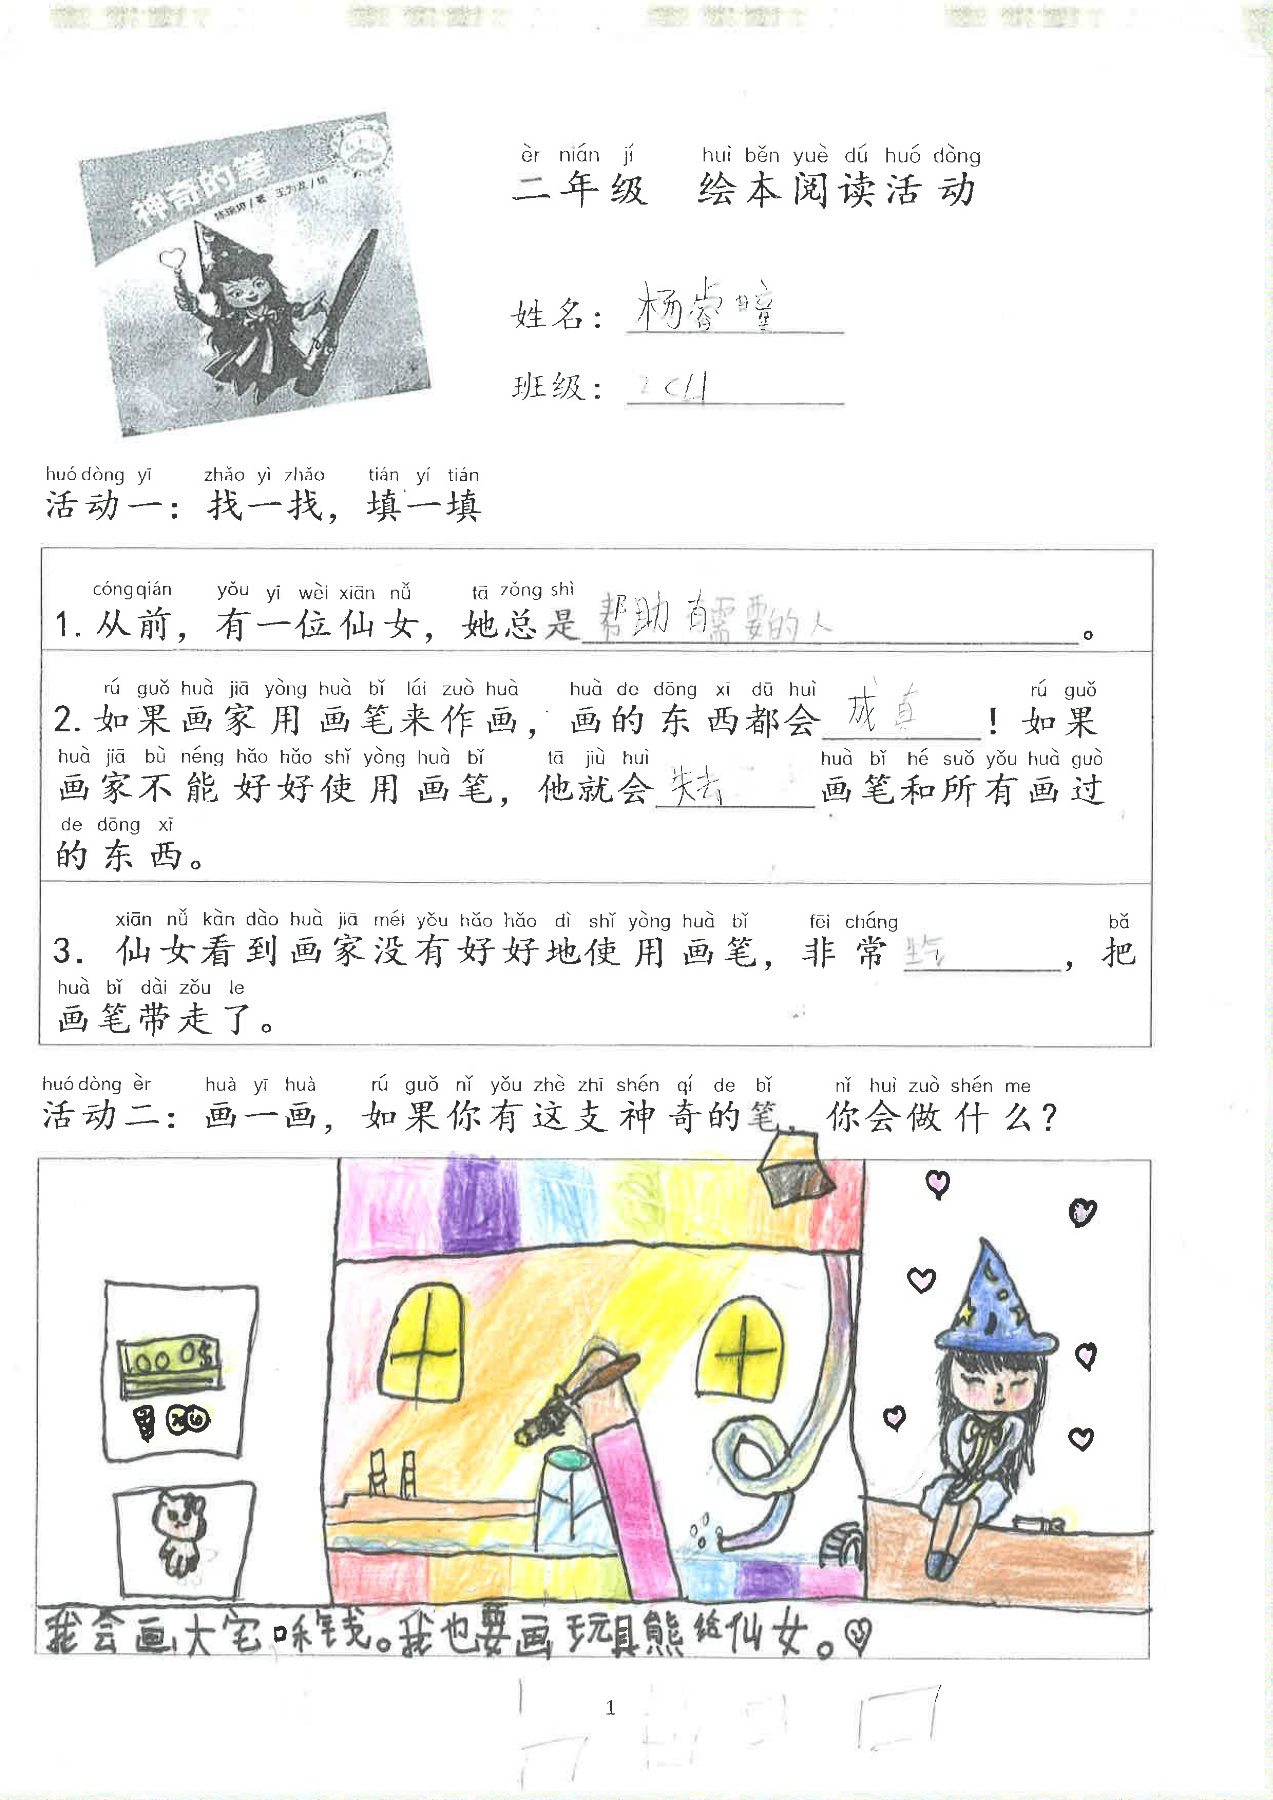 神奇的笔
èr nián jí huì běn yuè dú huó dòng
二年级 绘本阅读活动
姓名：杨睿曈
班级：
huó dòng yī zhǎo yì zhǎo tián yí tián
活动一：找一找，填一填
cóng qián yǒu yī wèi xiān nǚ tā zǒng shì
1. 从前，有一位仙女，她总是帮助有需要的人。
rú guǒ huà jiā yòng huà bǐ lái zuò huà huà de dōng xī dū huì rú guǒ
2. 如果画家用画笔来作画，画的东西都会成真！如果
huà jiā bù néng hǎo hǎo shǐ yòng huà bǐ tā jiù huì huà bǐ hé suǒ yǒu huà guò
画家不能好好使用画笔，他就会失去画笔和所有画过
de dōng xī
的东西。
xiān nǚ kàn dào huà jiā méi yǒu hǎo hǎo dì shǐ yòng huà bǐ fēi cháng bǎ
3. 仙女看到画家没有好好地使用画笔，非常，把
huà bǐ dài zǒu le
画笔带走了。
huó dòng èr huà yī huà rú guǒ nǐ yǒu zhè zhī shén qí de bǐ nǐ huì zuò shén me
活动二：画一画，如果你有这支神奇的笔，你会做什么？
1000$
我会画大宅和钱。我也要画玩具熊给仙女。
1